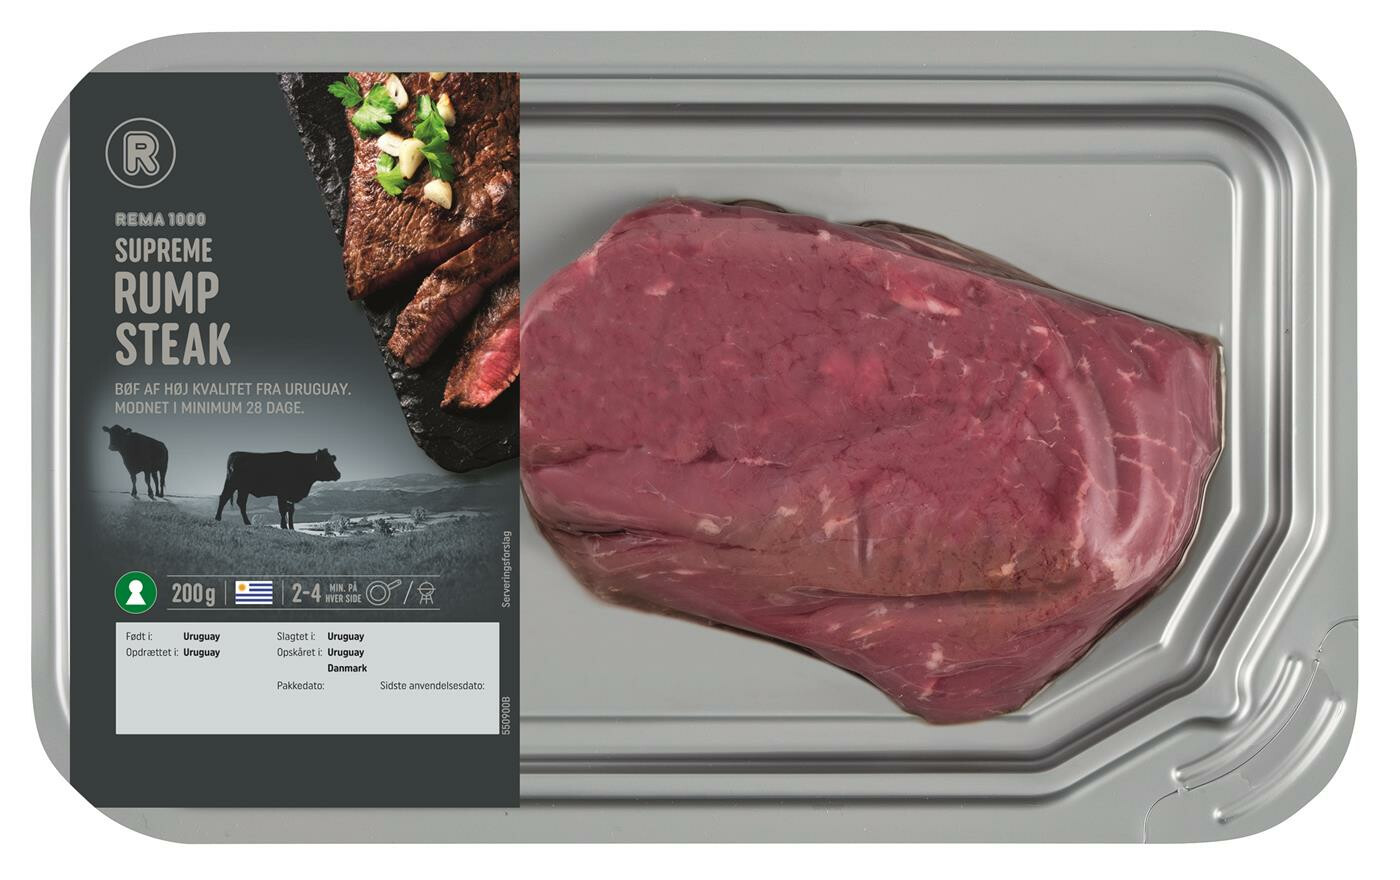 R
REMA 1000
SUPREME
RUMP
STEAK
BØF AF HØJ KVALITET FRA URUGUAY.
MODNET I MINIMUM 28 DAGE.
Serveringsforslag
200g 2-4 MIN. PÅ HVER SIDE /
Født i: Uruguay Slagtet i: Uruguay
Opdrættet i: Uruguay Opskåret i: Uruguay
Danmark
Pakkedato: Sidste anvendelsesdato:
550900B